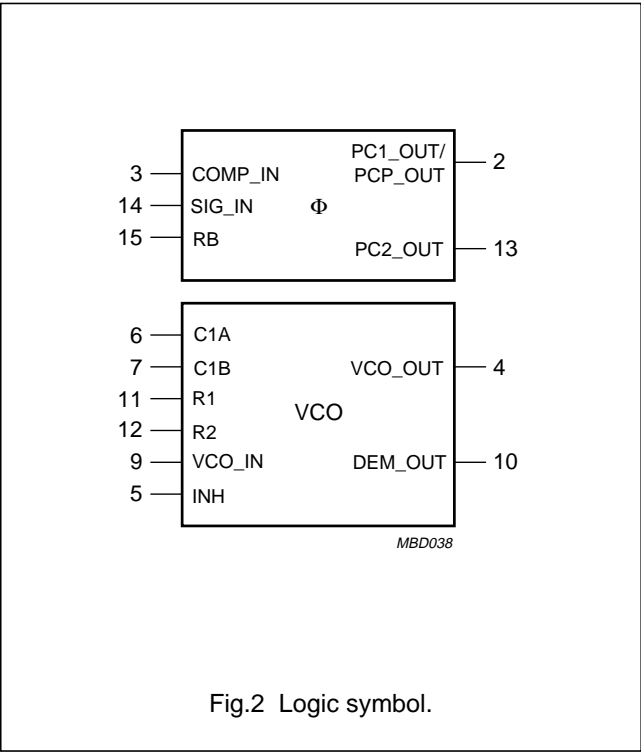 PC1_OUT/
2
3 COMP_IN PCP_OUT
14 SIG_IN Φ
15 RB PC2_OUT 13
6 C1A
7 C1B VCO_OUT 4
11 R1
VCO
12 R2
9 VCO_IN DEM_OUT 10
5 INH
MBD038
Fig.2 Logic symbol.